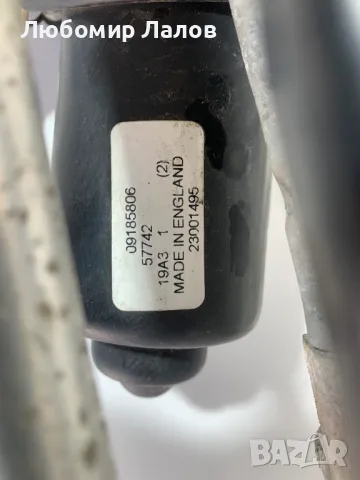 Любомир Лалов
09185806
57742
19A3 1 (2)
MADE IN ENGLAND
23001495
BAZAR